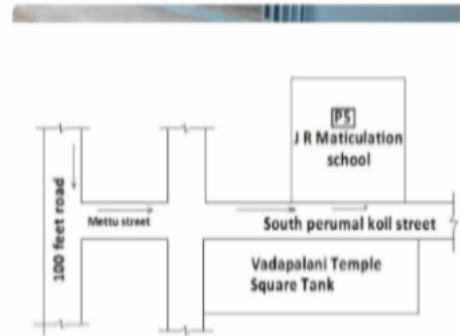 PS
J R Maticulation
school
100 feet road
Mettu street
South perumal koil street
Vadapalani Temple
Square Tank